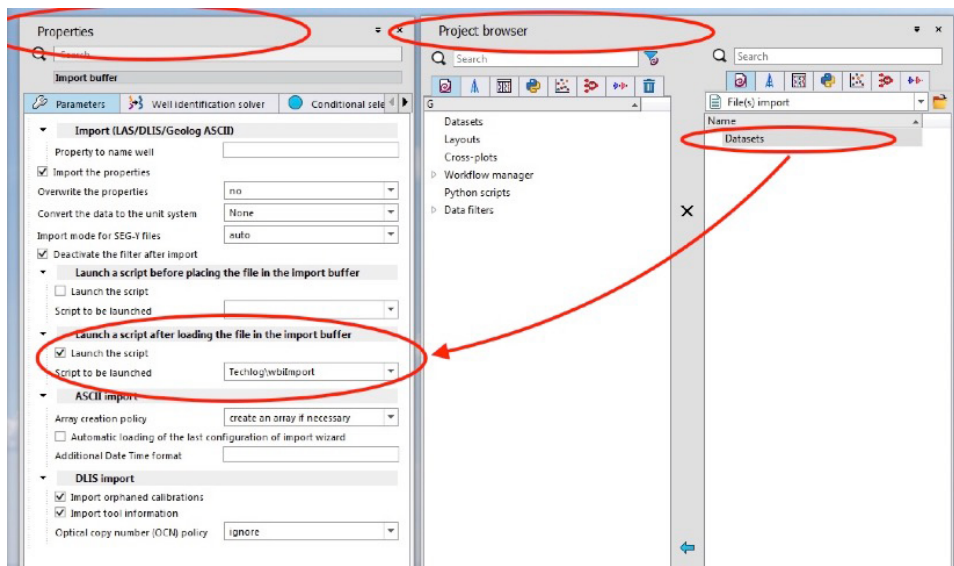 Properties
Search
Import buffer
Parameters
Well identification solver
Conditional sele
Import (LAS/DLIS/Geolog ASCII)
Property to name well
Import the properties
Overwrite the properties no
Convert the data to the unit system None
Import mode for SEG-Y files auto
Deactivate the filter after import
Launch a script before placing the file in the import buffer
Launch the script
Script to be launched
Launch a script after loading the file in the import buffer
Launch the script
Script to be launched Techlog\wbiImport
ASCII import
Array creation policy create an array if necessary
Automatic loading of the last configuration of import wizard
Additional Date Time format
DLIS import
Import orphaned calibrations
Import tool information
Optical copy number (OCN) policy ignore
Project browser
Search
G
Datasets
Layouts
Cross-plots
Workflow manager
Python scripts
Data filters
Search
File(s) import
Name
Datasets